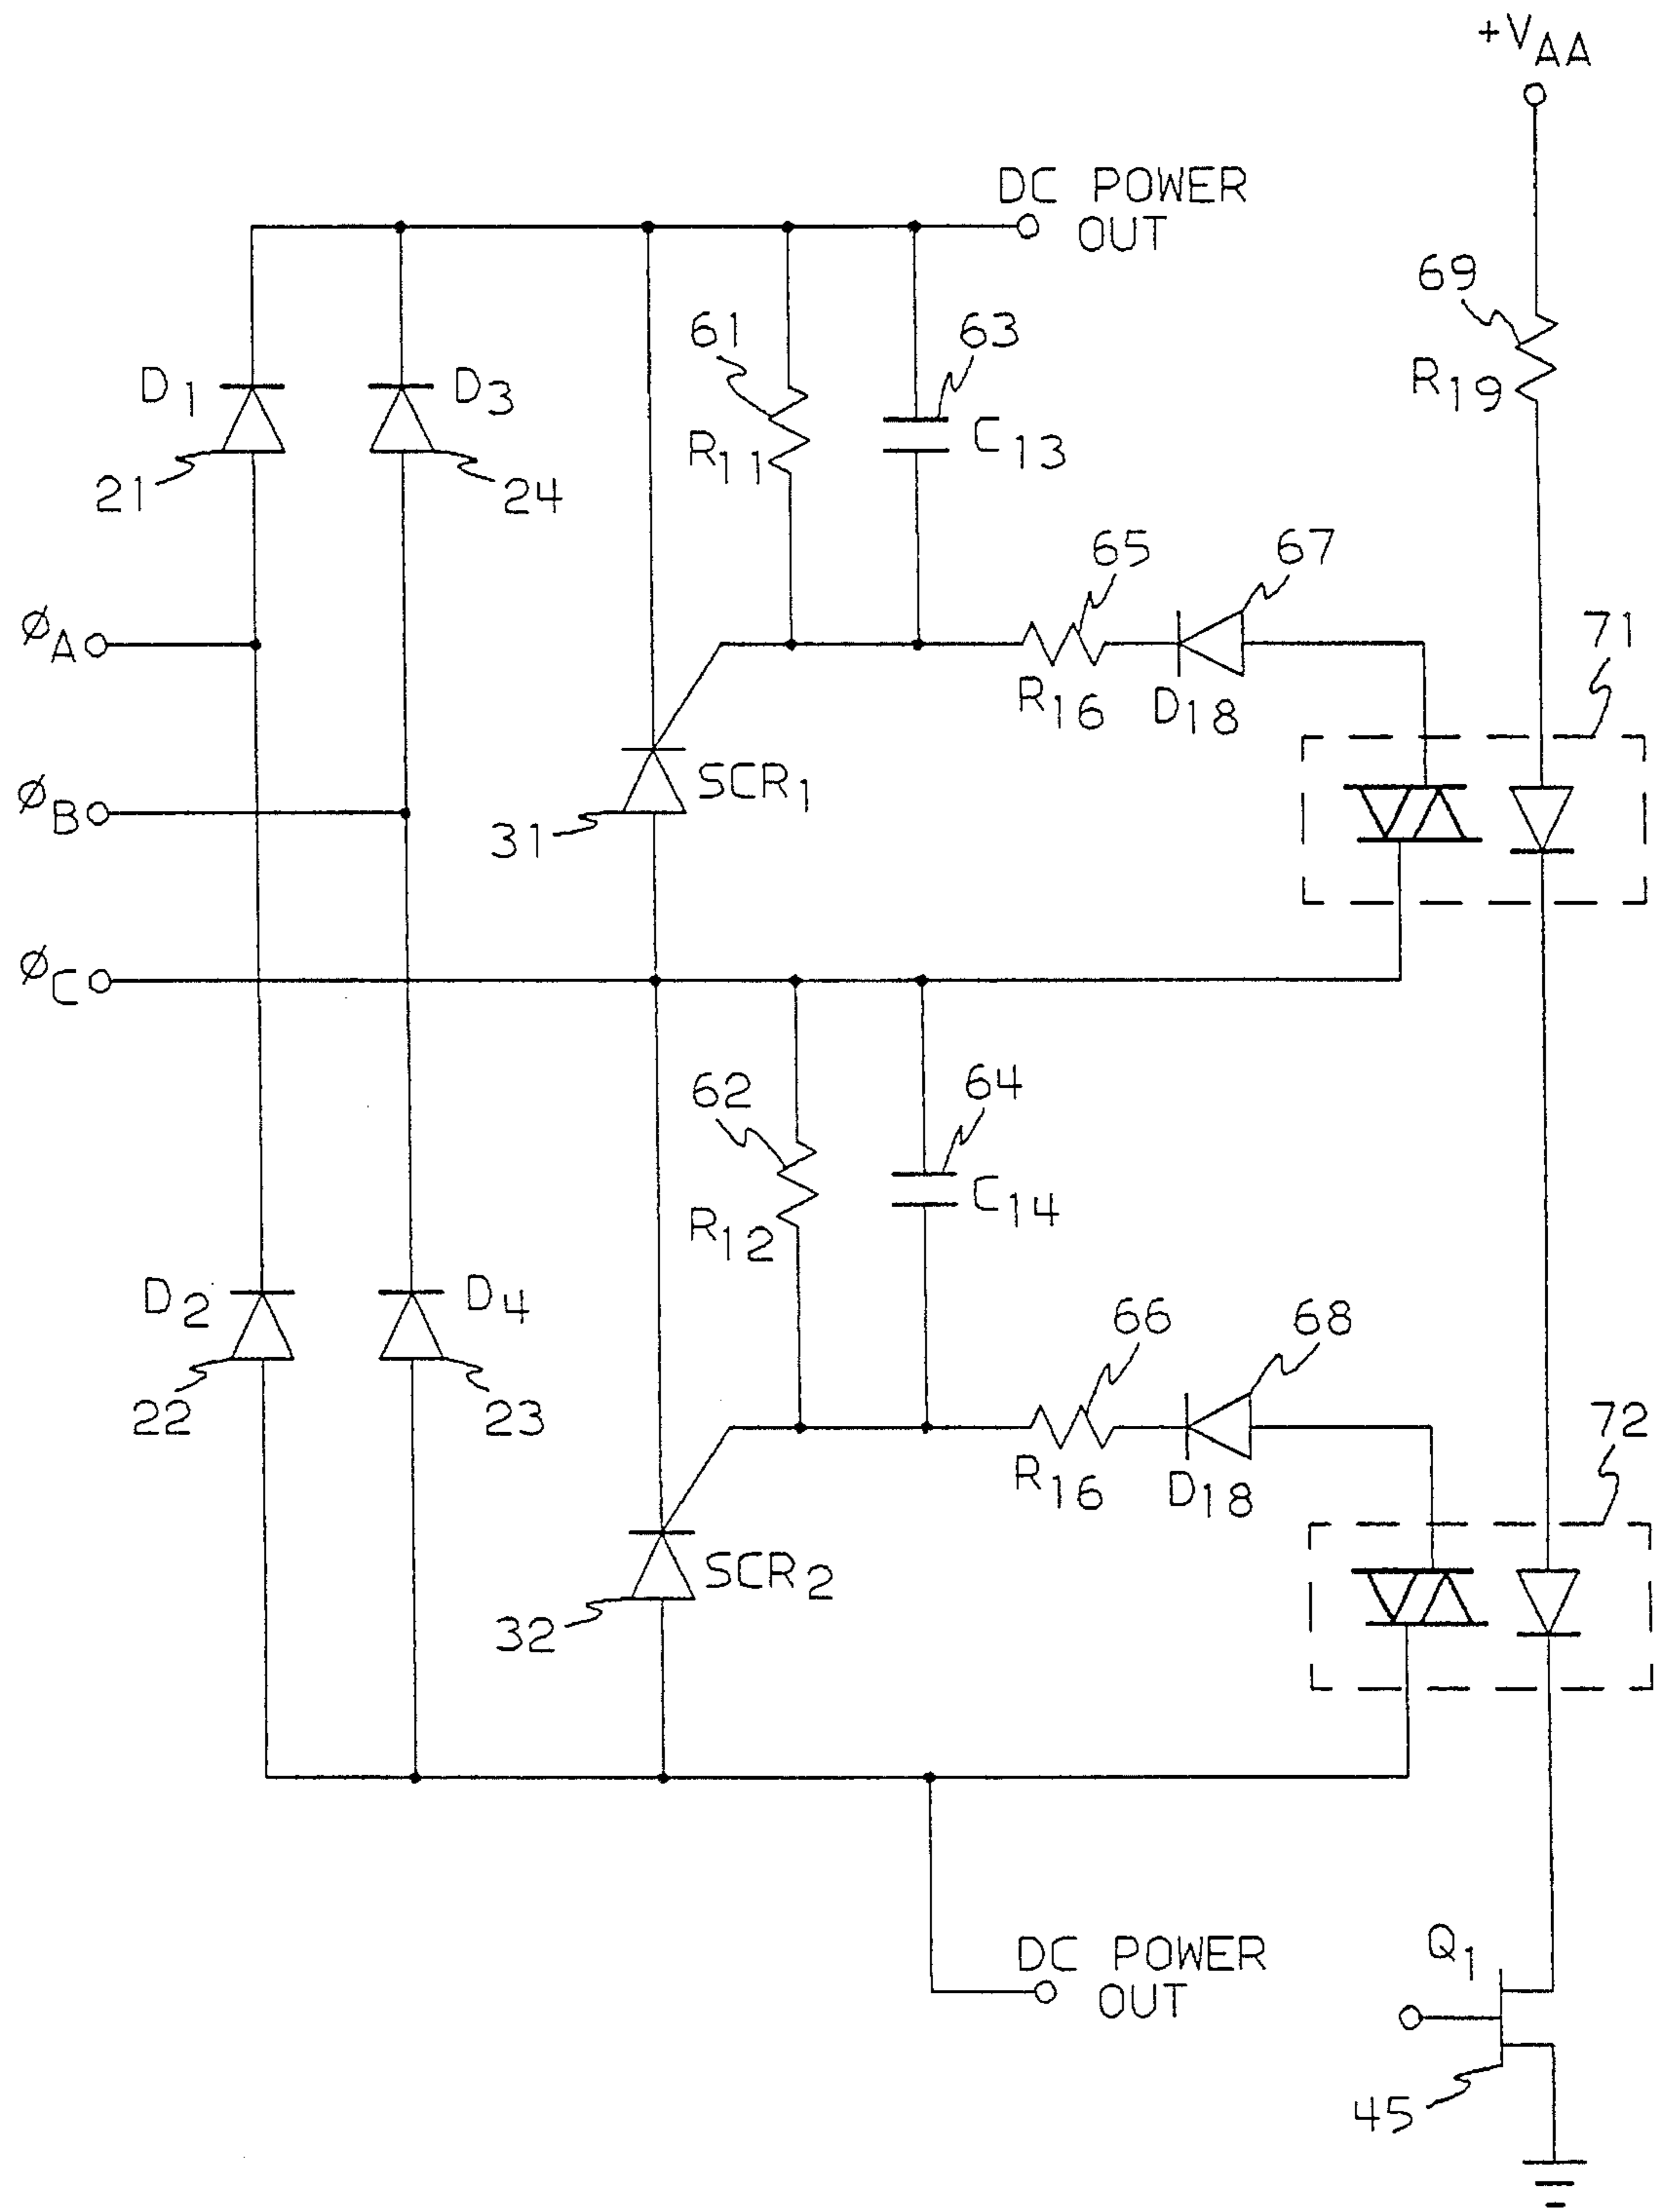 +VAA
DC POWER
OUT
69
R19
61
63
D1
D3
R11
C13
21
24
65
67
71
øA
R16
D18
SCR1
øB
31
øC
62
64
R12
C14
D2
D4
66
68
22
23
72
R16
D18
SCR2
32
DC POWER
OUT
Q1
45